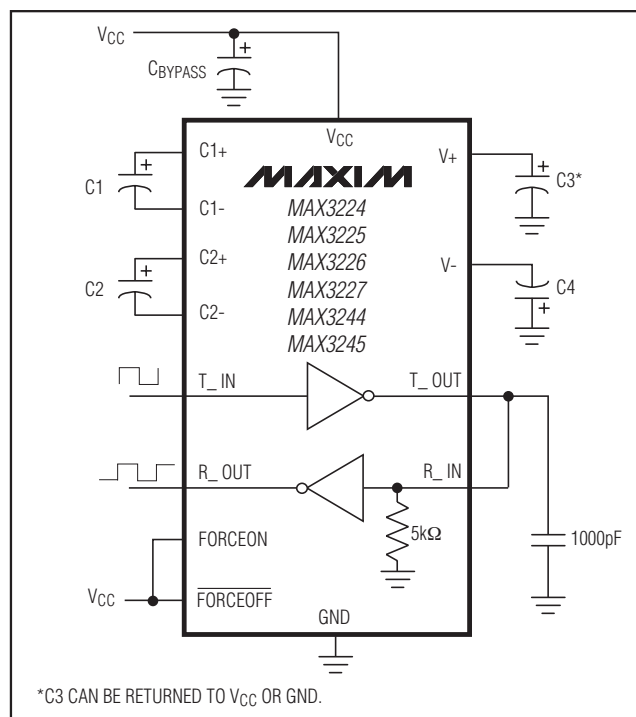 VCC
CBYPASS
+
VCC
C1+
C1-
C1
+
C2+
C2-
C2
+
MAXIM
MAX3224
MAX3225
MAX3226
MAX3227
MAX3244
MAX3245
V+
+
C3*
V-
C4
+
T_ IN
T_ OUT
R_ OUT
R_ IN
5kΩ
1000pF
FORCEON
VCC
FORCEOFF
GND
*C3 CAN BE RETURNED TO VCC OR GND.